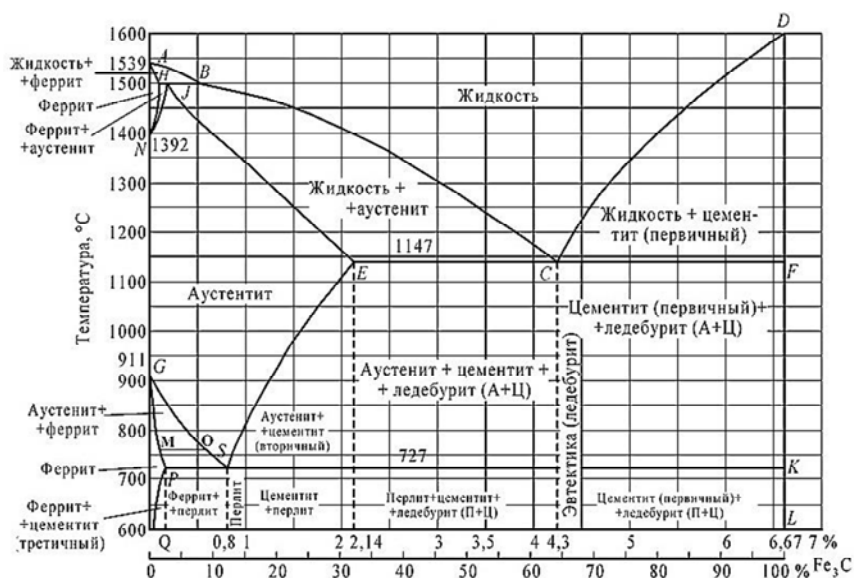 D
1600
1539
A
Жидкость+
+феррит
H
B
1500
J
Жидкость
Феррит
1400
Феррит+
+аустенит
N
1392
1300
Жидкость +
+аустенит
Жидкость + цемен-
тит (первичный)
1200
1147
1100
E
C
F
Температура, °C
Аустентит
Цементит (первичный)+
+ледебурит (А+Ц)
1000
911
G
900
Аустенит + цементит +
+ ледебурит (А+Ц)
Эвтектика (ледебурит)
Аустенит+
+феррит
Аустенит+
+цементит
(вторичный)
800
M
O
S
727
Феррит
P
K
700
Перлит
Феррит+
+перлит
Цементит
+перлит
Перлит+цементит+
+ледебурит (П+Ц)
Цементит (первичный)+
+ледебурит (П+Ц)
Феррит+
+цементит
(третичный)
600
L
Q
0,8
1
2
2,14
3
3,5
4
4,3
5
6
6,67
7 %
0
10
20
30
40
50
60
70
80
90
100 % Fe₃C